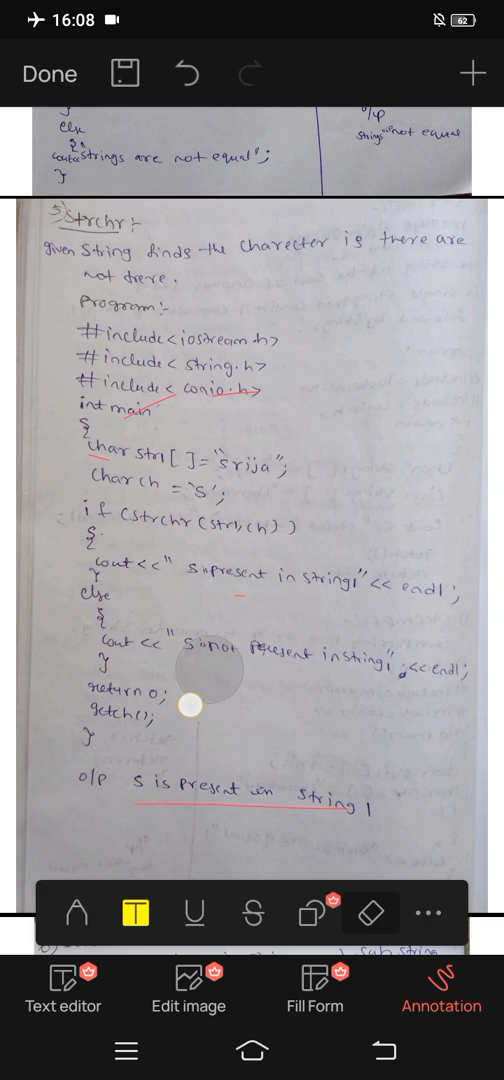 16:08
62
Done
}
else
{
cout<<"strings are not equal";
}
o/p
strings not equal
5) Strchr :-
given String finds the charecter is there are
not there.
Program :-
#include<iostream.h>
#include< string.h>
#include< conio.h>
int main
{
char str1[ ]= "srija";
char ch = 's';
if (strchr (str1,ch))
{
cout<<" s is present in string1"<< endl;
}
else
{
cout << " s is not present in string1" ; << endl;
}
return 0;
getch();
}
o/p s is present in string 1
sub string
Text editor
Edit image
Fill Form
Annotation